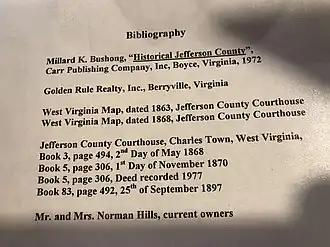 Bibliography
Millard K. Bushong, "Historical Jefferson County",
Carr Publishing Company, Inc, Boyce, Virginia, 1972
Golden Rule Realty, Inc., Berryville, Virginia
West Virginia Map, dated 1863, Jefferson County Courthouse
West Virginia Map, dated 1868, Jefferson County Courthouse
Jefferson County Courthouse, Charles Town, West Virginia,
Book 3, page 494, 2nd Day of May 1868
Book 5, page 306, 1st Day of November 1870
Book 5, page 306, Deed recorded 1977
Book 83, page 492, 25th of September 1897
Mr. and Mrs. Norman Hills, current owners